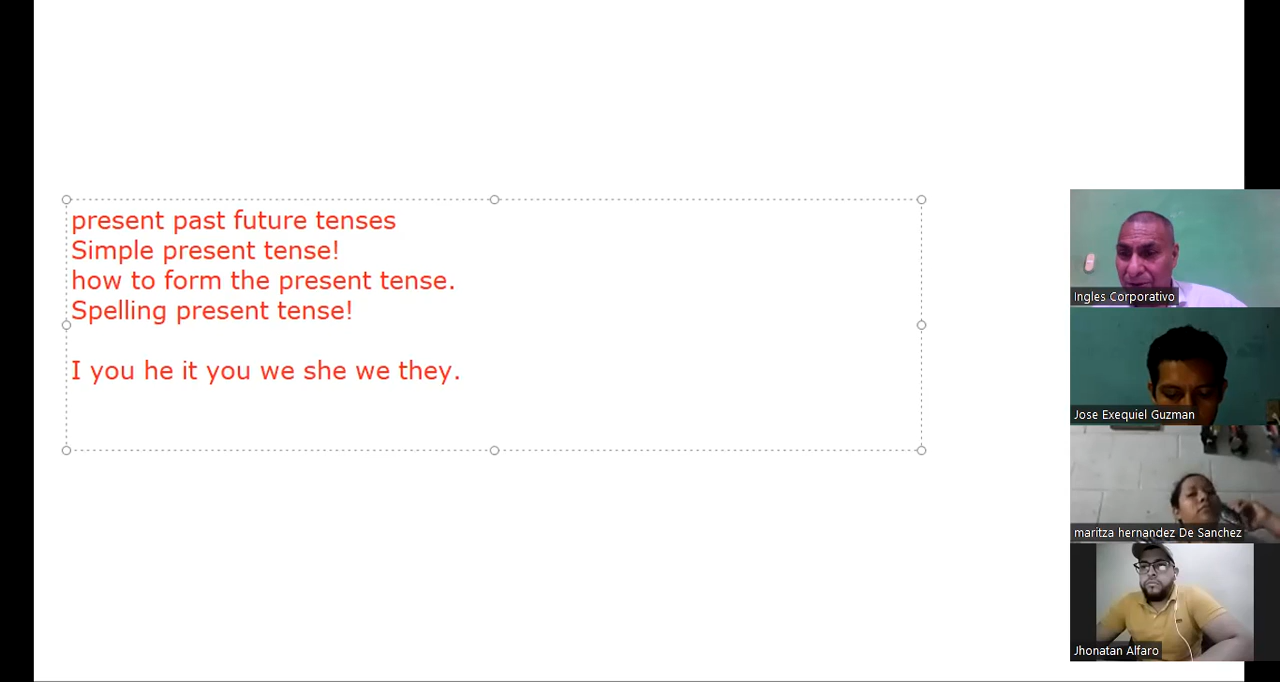 present past future tenses
Simple present tense!
how to form the present tense.
Spelling present tense!
I you he it you we she we they.
Ingles Corporativo
Jose Exequiel Guzman
maritza hernandez De Sanchez
Jhonatan Alfaro